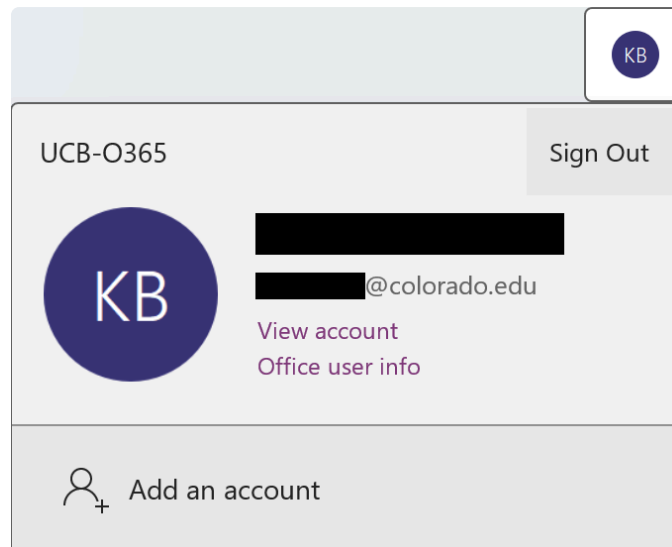 KB
UCB-O365
Sign Out
KB
@colorado.edu
View account
Office user info
Add an account